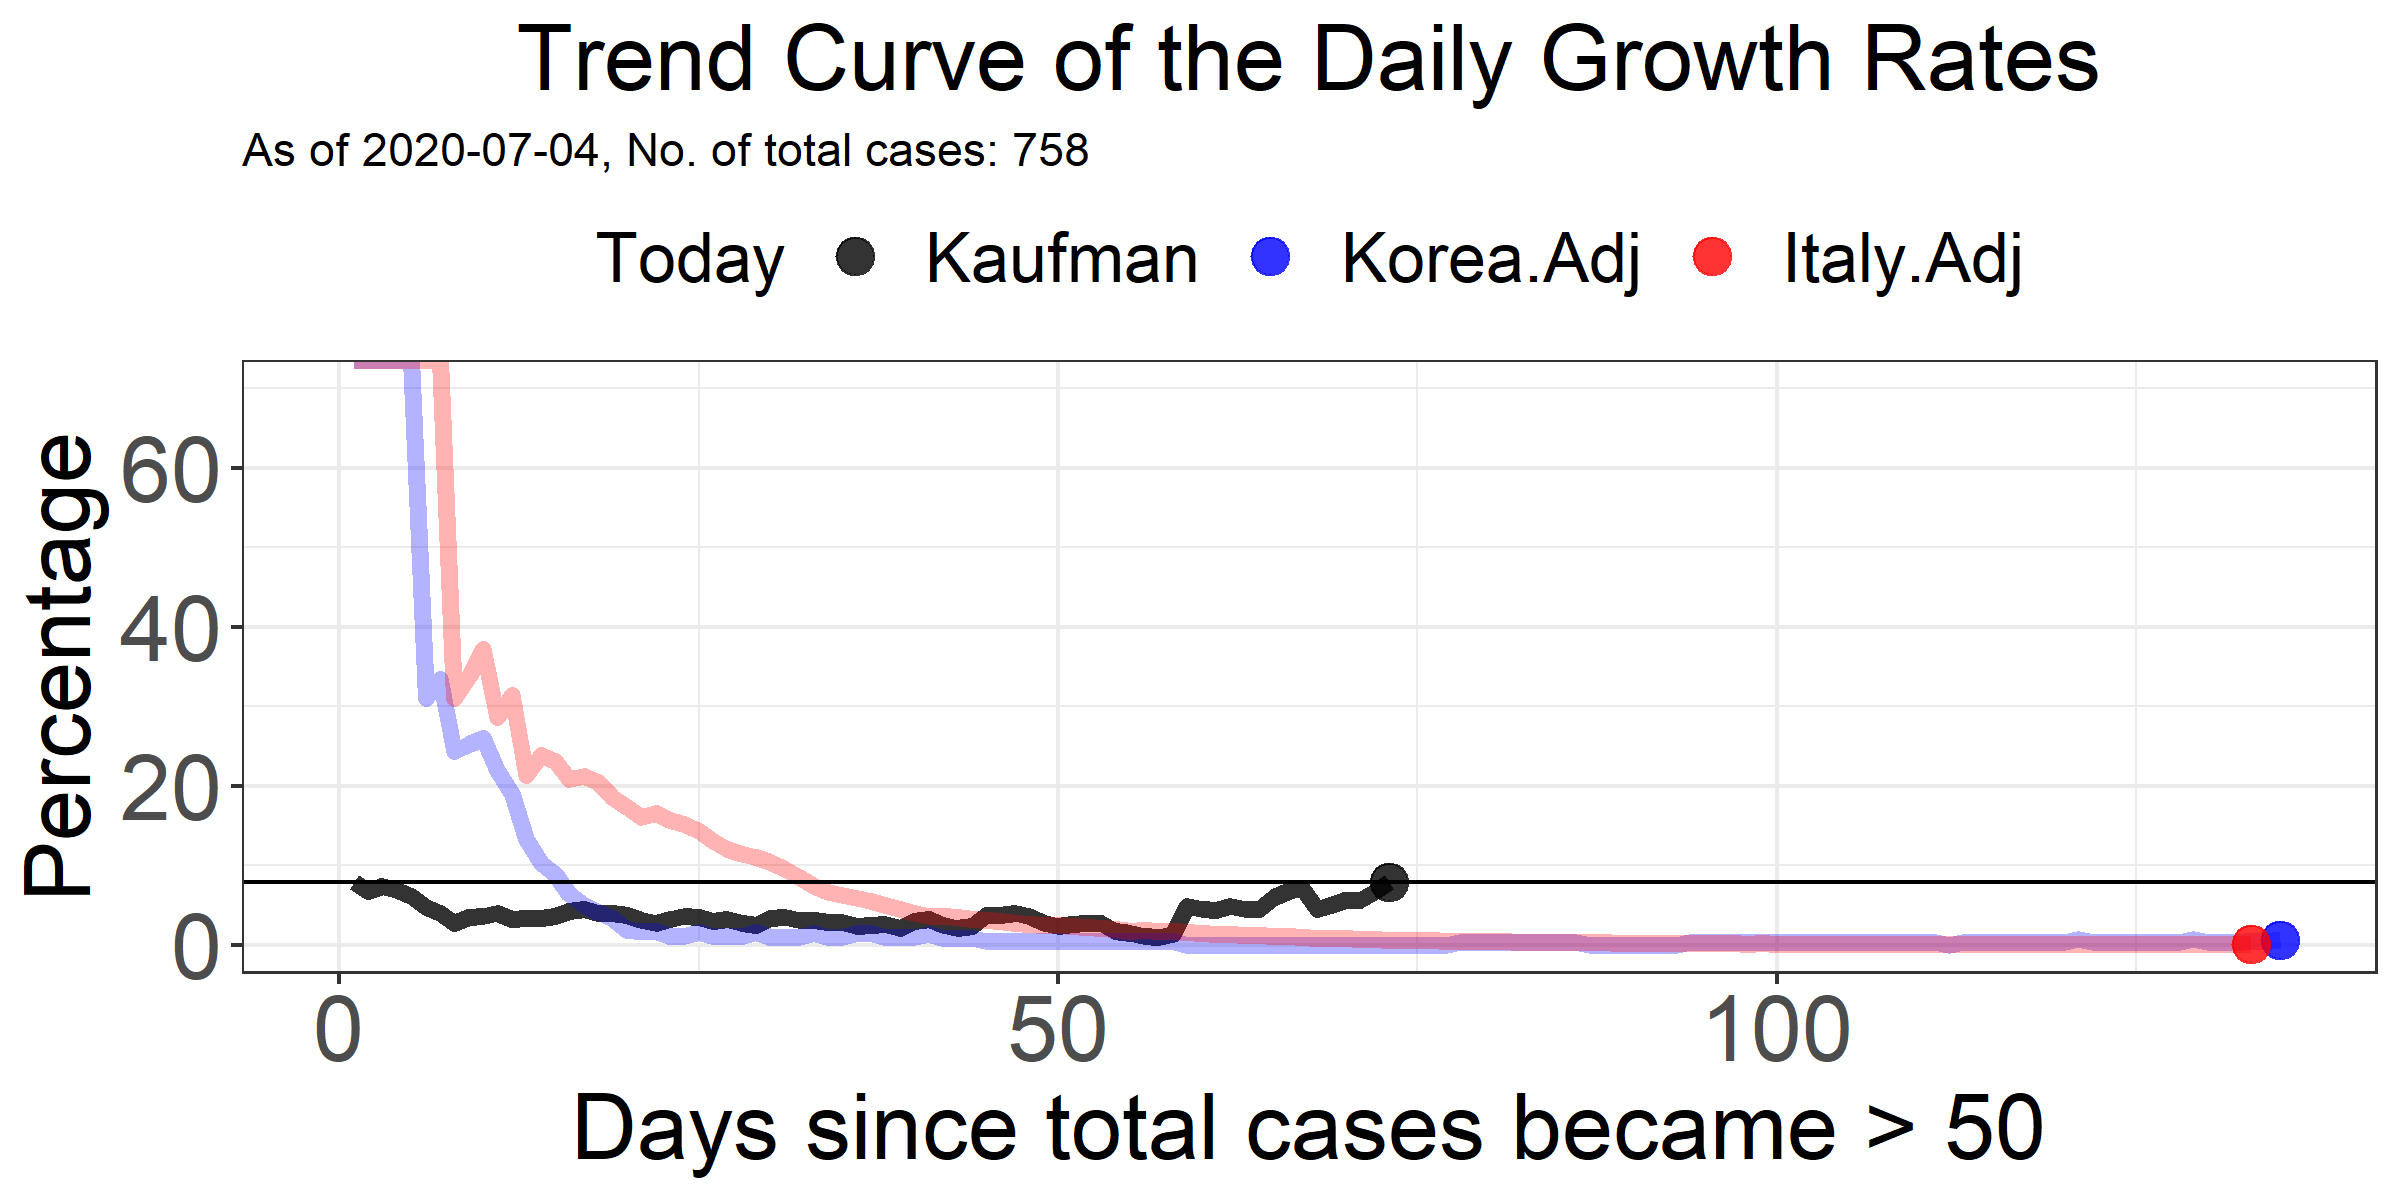 Trend Curve of the Daily Growth Rates
As of 2020-07-04, No. of total cases: 758
Today Kaufman Korea.Adj Italy.Adj
Percentage
60
40
20
0
0 50 100
Days since total cases became > 50